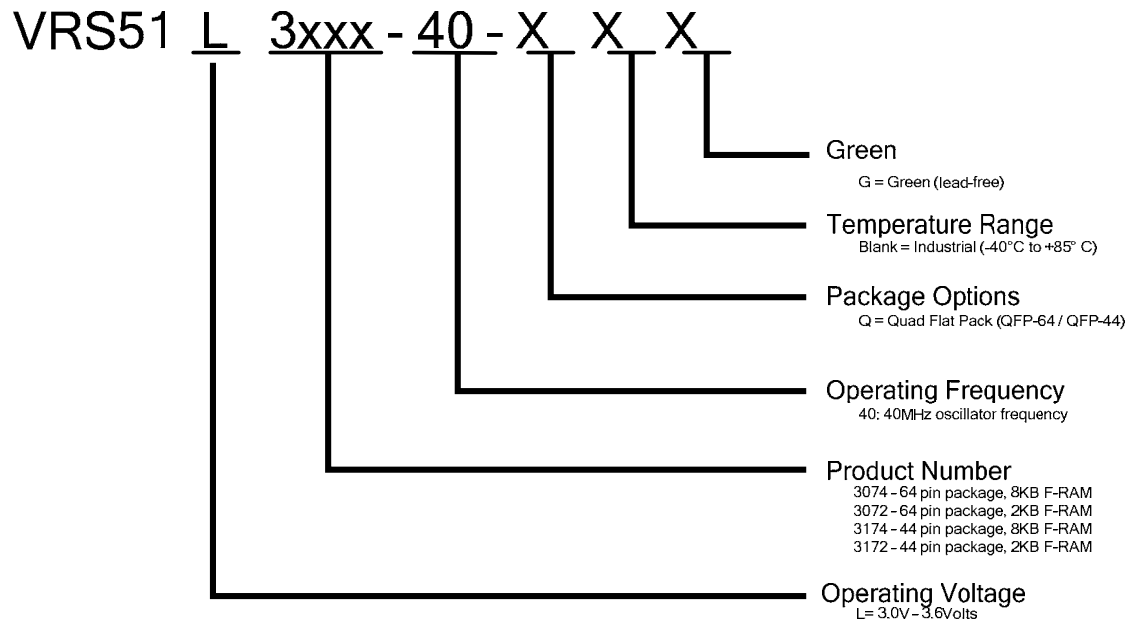 VRS51 L 3xxx - 40 - X X X
Green
G = Green (lead-free)
Temperature Range
Blank = Industrial (-40°C to +85° C)
Package Options
Q = Quad Flat Pack (QFP-64 / QFP-44)
Operating Frequency
40: 40MHz oscillator frequency
Product Number
3074 – 64 pin package, 8KB F-RAM
3072 – 64 pin package, 2KB F-RAM
3174 – 44 pin package, 8KB F-RAM
3172 – 44 pin package, 2KB F-RAM
Operating Voltage
L= 3.0V – 3.6Volts